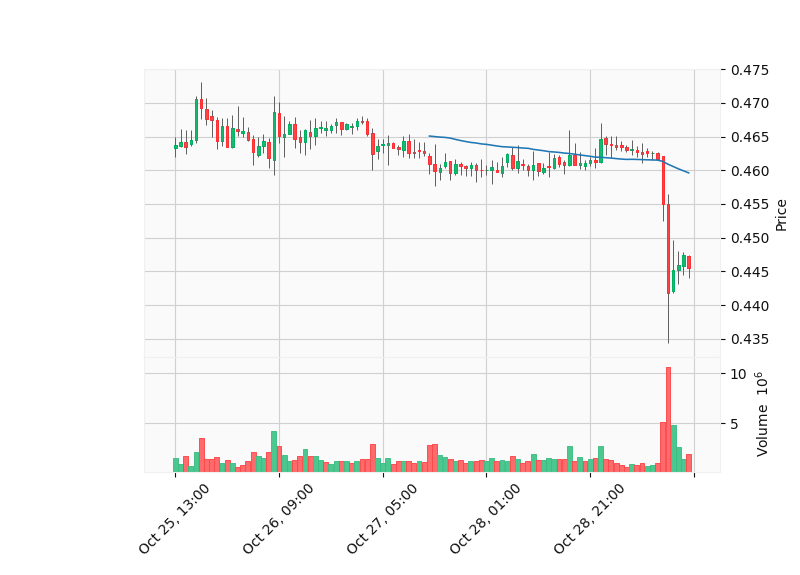 0.475
0.470
0.465
0.460
0.455
0.450
0.445
0.440
0.435
Price
10
5
Volume 10⁶
Oct 25, 13:00
Oct 26, 09:00
Oct 27, 05:00
Oct 28, 01:00
Oct 28, 21:00